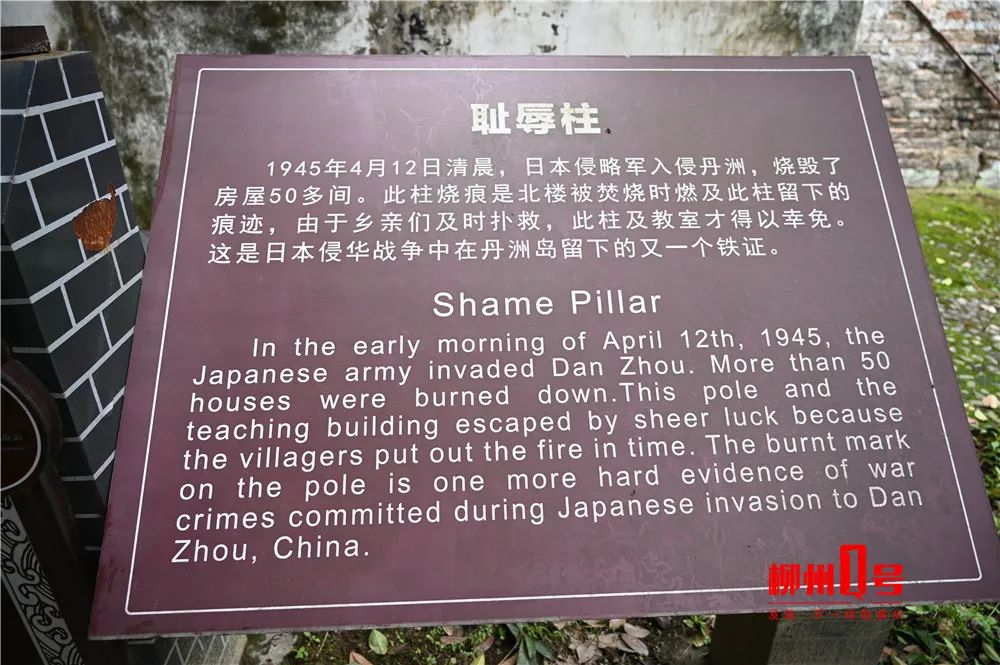 耻辱柱
1945年4月12日清晨，日本侵略军入侵丹洲，烧毁了
房屋50多间。此柱烧痕是北楼被焚烧时燃及此柱留下的
痕迹，由于乡亲们及时扑救，此柱及教室才得以幸免。
这是日本侵华战争中在丹洲岛留下的又一个铁证。
Shame Pillar
In the early morning of April 12th, 1945, the
Japanese army invaded Dan Zhou. More than 50
houses were burned down.This pole and the
teaching building escaped by sheer luck because
the villagers put out the fire in time. The burnt mark
on the pole is one more hard evidence of war
crimes committed during Japanese invasion to Dan
Zhou, China.
柳州Q号